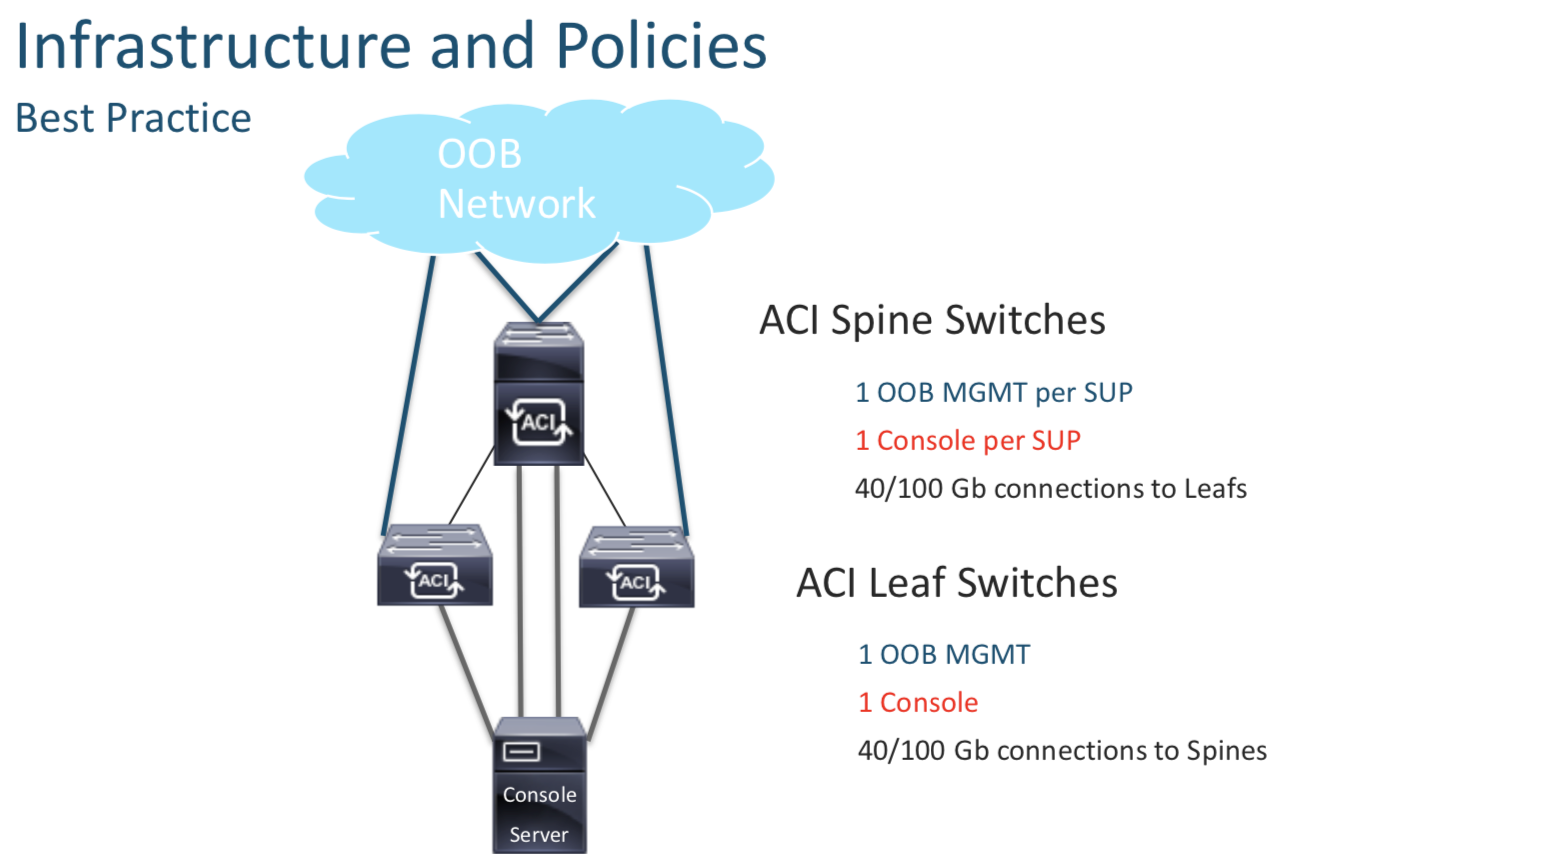 Infrastructure and Policies
Best Practice
OOB
Network
ACI Spine Switches
1 OOB MGMT per SUP
1 Console per SUP
ACI
40/100 Gb connections to Leafs
ACI
ACI
ACI Leaf Switches
1 OOB MGMT
1 Console
40/100 Gb connections to Spines
Console
Server